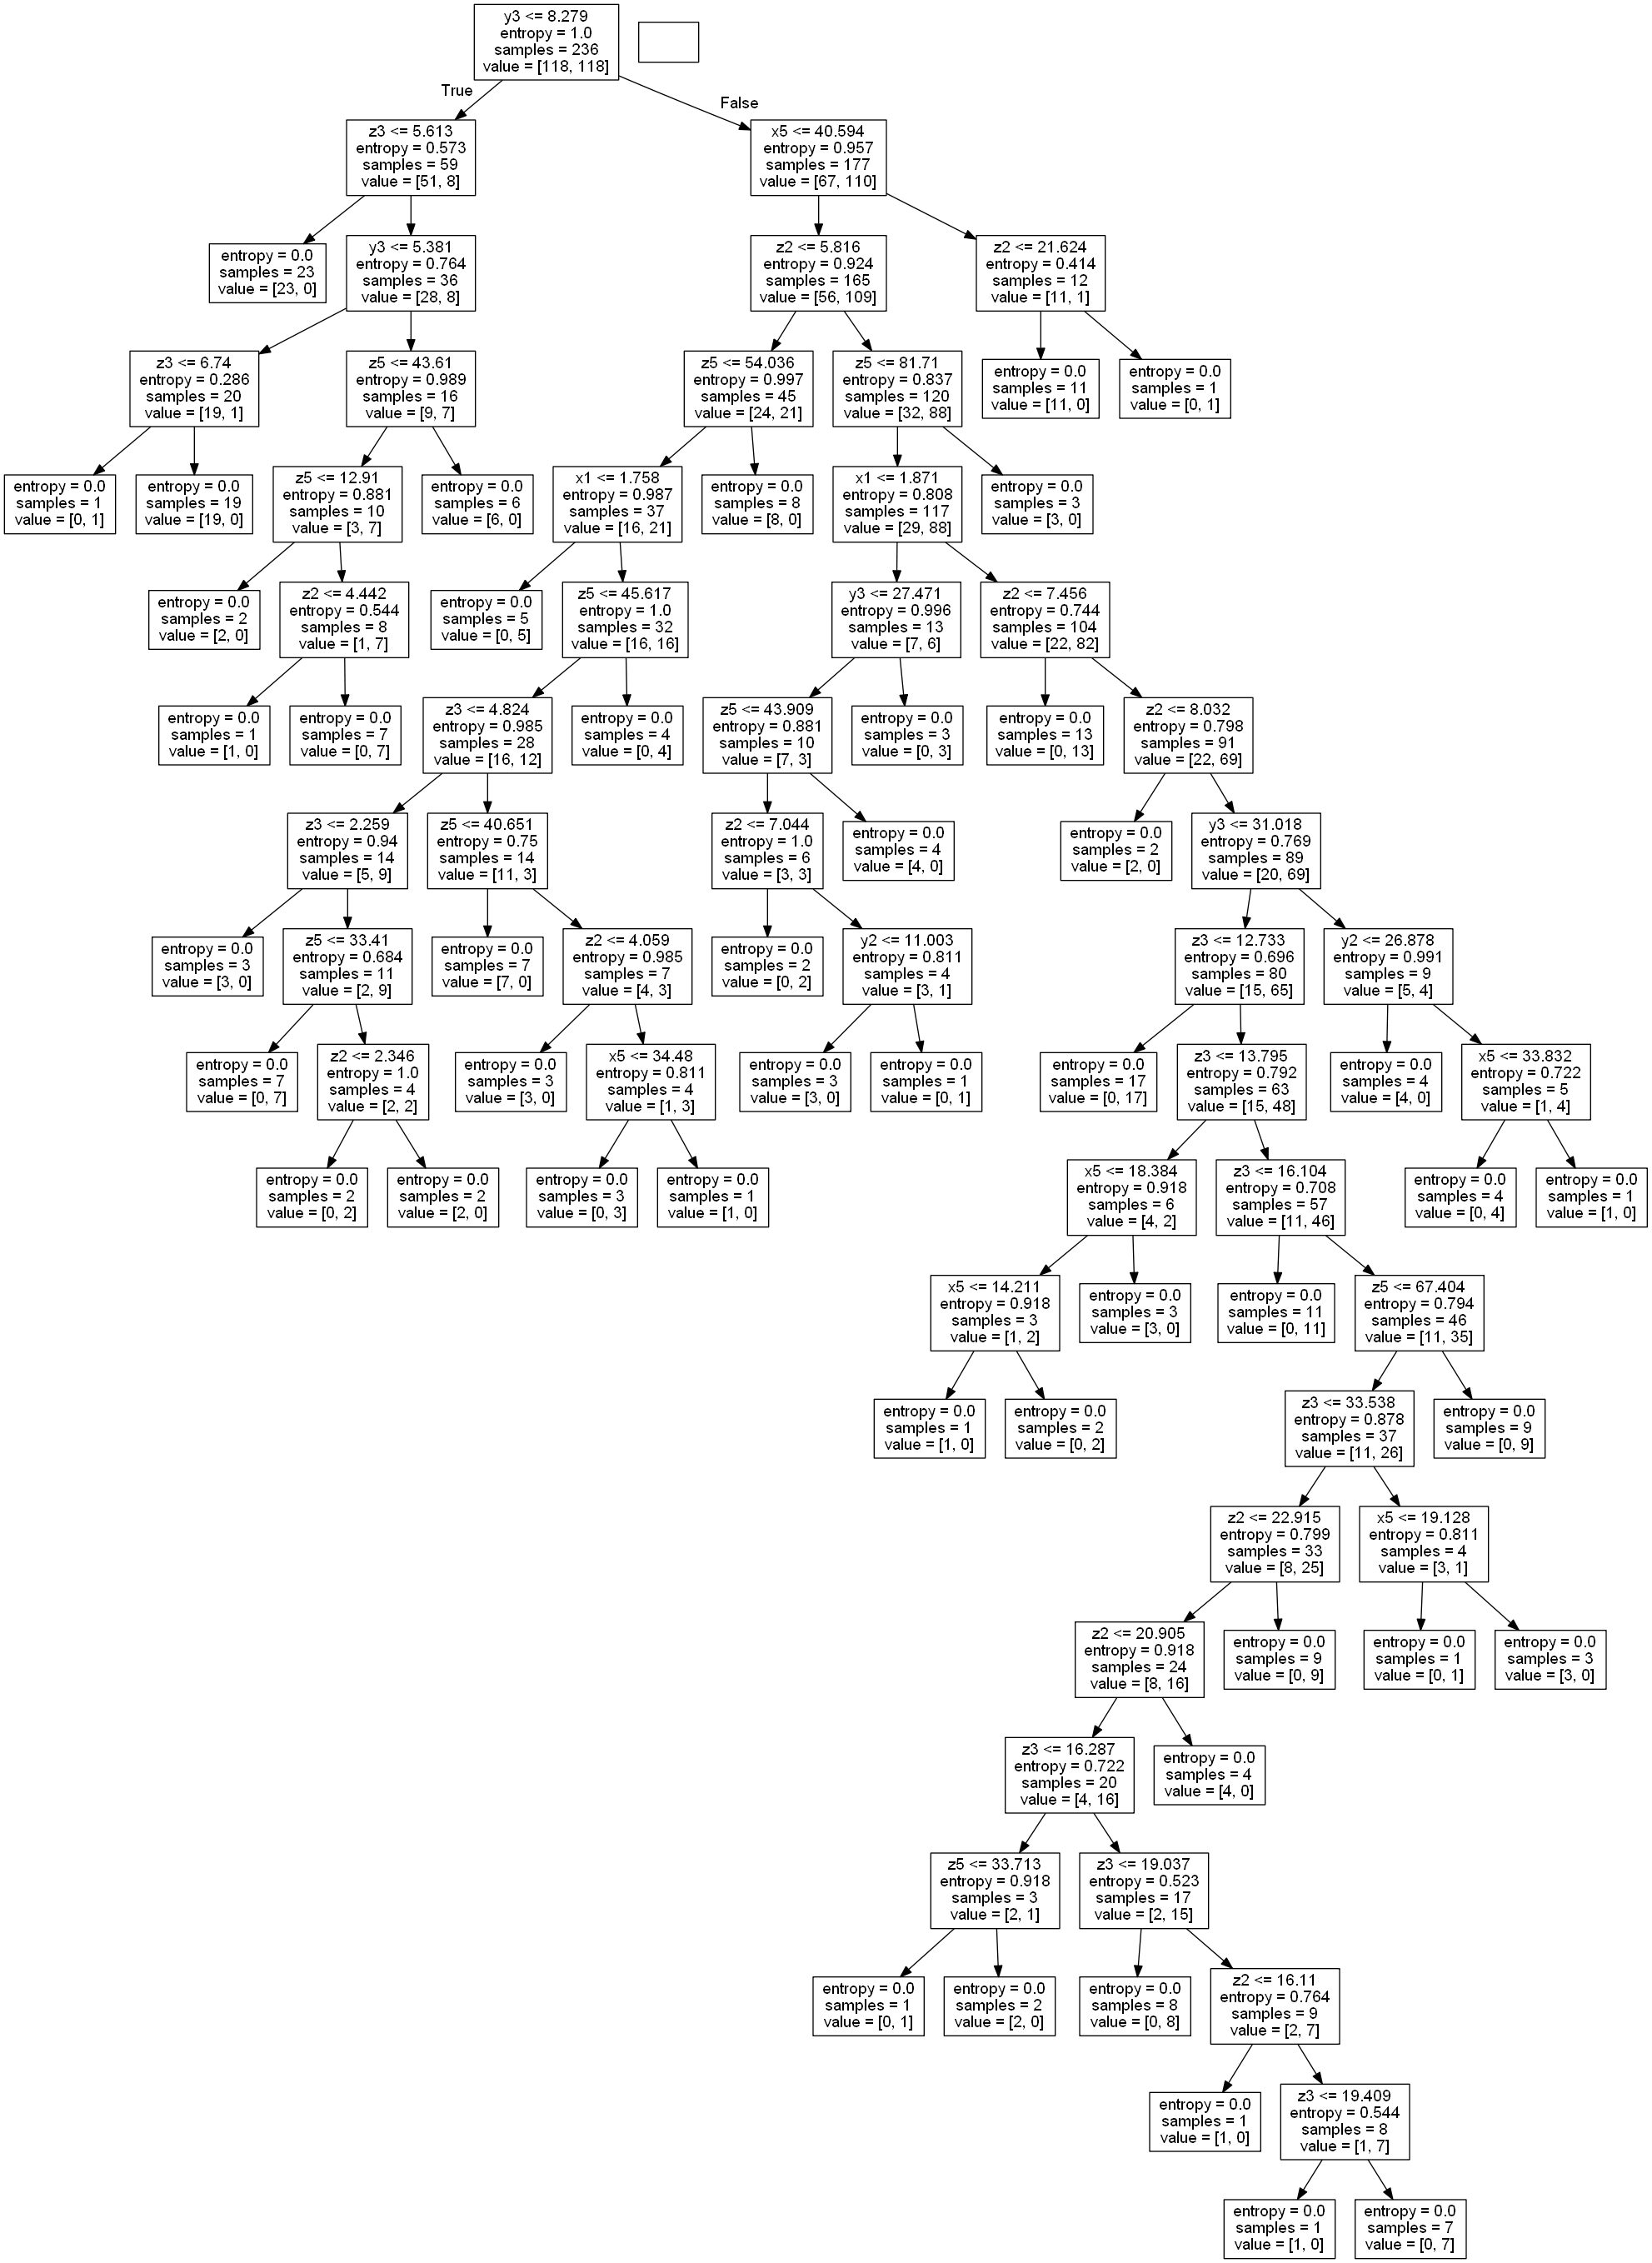 y3 <= 8.279
entropy = 1.0
samples = 236
value = [118, 118]
True
False
z3 <= 5.613
entropy = 0.573
samples = 59
value = [51, 8]
x5 <= 40.594
entropy = 0.957
samples = 177
value = [67, 110]
entropy = 0.0
samples = 23
value = [23, 0]
y3 <= 5.381
entropy = 0.764
samples = 36
value = [28, 8]
z2 <= 5.816
entropy = 0.924
samples = 165
value = [56, 109]
z2 <= 21.624
entropy = 0.414
samples = 12
value = [11, 1]
z3 <= 6.74
entropy = 0.286
samples = 20
value = [19, 1]
z5 <= 43.61
entropy = 0.989
samples = 16
value = [9, 7]
z5 <= 54.036
entropy = 0.997
samples = 45
value = [24, 21]
z5 <= 81.71
entropy = 0.837
samples = 120
value = [32, 88]
entropy = 0.0
samples = 11
value = [11, 0]
entropy = 0.0
samples = 1
value = [0, 1]
entropy = 0.0
samples = 1
value = [0, 1]
entropy = 0.0
samples = 19
value = [19, 0]
z5 <= 12.91
entropy = 0.881
samples = 10
value = [3, 7]
entropy = 0.0
samples = 6
value = [6, 0]
x1 <= 1.758
entropy = 0.987
samples = 37
value = [16, 21]
entropy = 0.0
samples = 8
value = [8, 0]
x1 <= 1.871
entropy = 0.808
samples = 117
value = [29, 88]
entropy = 0.0
samples = 3
value = [3, 0]
entropy = 0.0
samples = 2
value = [2, 0]
z2 <= 4.442
entropy = 0.544
samples = 8
value = [1, 7]
entropy = 0.0
samples = 5
value = [0, 5]
z5 <= 45.617
entropy = 1.0
samples = 32
value = [16, 16]
y3 <= 27.471
entropy = 0.996
samples = 13
value = [7, 6]
z2 <= 7.456
entropy = 0.744
samples = 104
value = [22, 82]
entropy = 0.0
samples = 1
value = [1, 0]
entropy = 0.0
samples = 7
value = [0, 7]
z3 <= 4.824
entropy = 0.985
samples = 28
value = [16, 12]
entropy = 0.0
samples = 4
value = [0, 4]
z5 <= 43.909
entropy = 0.881
samples = 10
value = [7, 3]
entropy = 0.0
samples = 3
value = [0, 3]
entropy = 0.0
samples = 13
value = [0, 13]
z2 <= 8.032
entropy = 0.798
samples = 91
value = [22, 69]
z3 <= 2.259
entropy = 0.94
samples = 14
value = [5, 9]
z5 <= 40.651
entropy = 0.75
samples = 14
value = [11, 3]
z2 <= 7.044
entropy = 1.0
samples = 6
value = [3, 3]
entropy = 0.0
samples = 4
value = [4, 0]
entropy = 0.0
samples = 2
value = [2, 0]
y3 <= 31.018
entropy = 0.769
samples = 89
value = [20, 69]
entropy = 0.0
samples = 3
value = [3, 0]
z5 <= 33.41
entropy = 0.684
samples = 11
value = [2, 9]
entropy = 0.0
samples = 7
value = [7, 0]
z2 <= 4.059
entropy = 0.985
samples = 7
value = [4, 3]
entropy = 0.0
samples = 2
value = [0, 2]
y2 <= 11.003
entropy = 0.811
samples = 4
value = [3, 1]
z3 <= 12.733
entropy = 0.696
samples = 80
value = [15, 65]
y2 <= 26.878
entropy = 0.991
samples = 9
value = [5, 4]
entropy = 0.0
samples = 7
value = [0, 7]
z2 <= 2.346
entropy = 1.0
samples = 4
value = [2, 2]
entropy = 0.0
samples = 3
value = [3, 0]
x5 <= 34.48
entropy = 0.811
samples = 4
value = [1, 3]
entropy = 0.0
samples = 3
value = [3, 0]
entropy = 0.0
samples = 1
value = [0, 1]
entropy = 0.0
samples = 17
value = [0, 17]
z3 <= 13.795
entropy = 0.792
samples = 63
value = [15, 48]
entropy = 0.0
samples = 4
value = [4, 0]
x5 <= 33.832
entropy = 0.722
samples = 5
value = [1, 4]
entropy = 0.0
samples = 2
value = [0, 2]
entropy = 0.0
samples = 2
value = [2, 0]
entropy = 0.0
samples = 3
value = [0, 3]
entropy = 0.0
samples = 1
value = [1, 0]
x5 <= 18.384
entropy = 0.918
samples = 6
value = [4, 2]
z3 <= 16.104
entropy = 0.708
samples = 57
value = [11, 46]
entropy = 0.0
samples = 4
value = [0, 4]
entropy = 0.0
samples = 1
value = [1, 0]
x5 <= 14.211
entropy = 0.918
samples = 3
value = [1, 2]
entropy = 0.0
samples = 3
value = [3, 0]
entropy = 0.0
samples = 11
value = [0, 11]
z5 <= 67.404
entropy = 0.794
samples = 46
value = [11, 35]
entropy = 0.0
samples = 1
value = [1, 0]
entropy = 0.0
samples = 2
value = [0, 2]
z3 <= 33.538
entropy = 0.878
samples = 37
value = [11, 26]
entropy = 0.0
samples = 9
value = [0, 9]
z2 <= 22.915
entropy = 0.799
samples = 33
value = [8, 25]
x5 <= 19.128
entropy = 0.811
samples = 4
value = [3, 1]
z2 <= 20.905
entropy = 0.918
samples = 24
value = [8, 16]
entropy = 0.0
samples = 9
value = [0, 9]
entropy = 0.0
samples = 1
value = [0, 1]
entropy = 0.0
samples = 3
value = [3, 0]
z3 <= 16.287
entropy = 0.722
samples = 20
value = [4, 16]
entropy = 0.0
samples = 4
value = [4, 0]
z5 <= 33.713
entropy = 0.918
samples = 3
value = [2, 1]
z3 <= 19.037
entropy = 0.523
samples = 17
value = [2, 15]
entropy = 0.0
samples = 1
value = [0, 1]
entropy = 0.0
samples = 2
value = [2, 0]
entropy = 0.0
samples = 8
value = [0, 8]
z2 <= 16.11
entropy = 0.764
samples = 9
value = [2, 7]
entropy = 0.0
samples = 1
value = [1, 0]
z3 <= 19.409
entropy = 0.544
samples = 8
value = [1, 7]
entropy = 0.0
samples = 1
value = [1, 0]
entropy = 0.0
samples = 7
value = [0, 7]